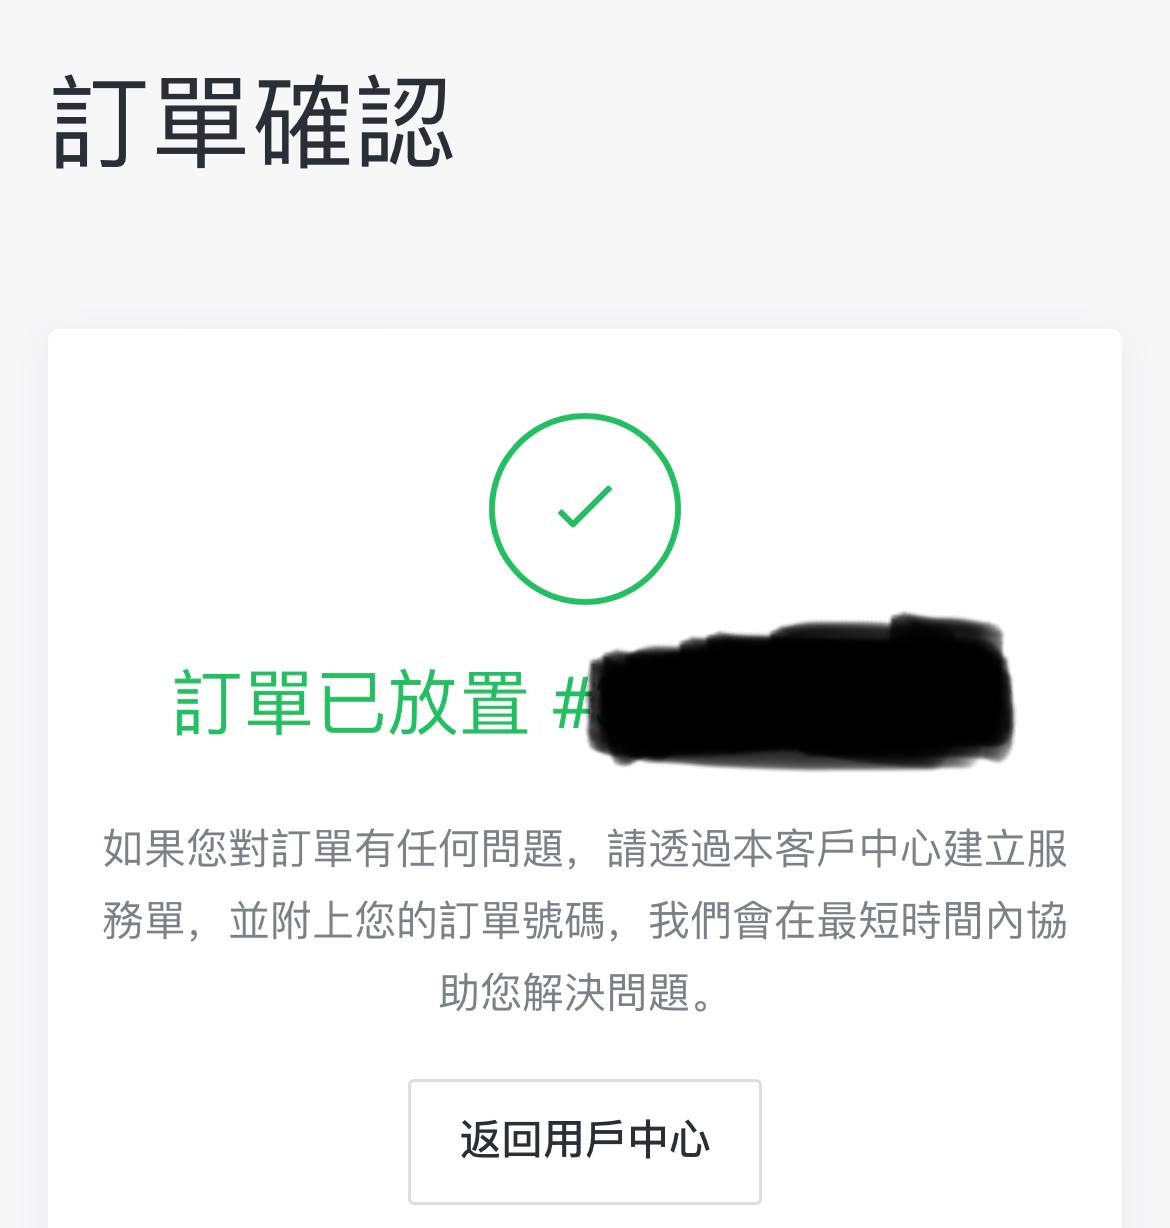 訂單確認
訂單已放置 #
如果您對訂單有任何問題，請透過本客戶中心建立服
務單，並附上您的訂單號碼，我們會在最短時間內協
助您解決問題。
返回用戶中心